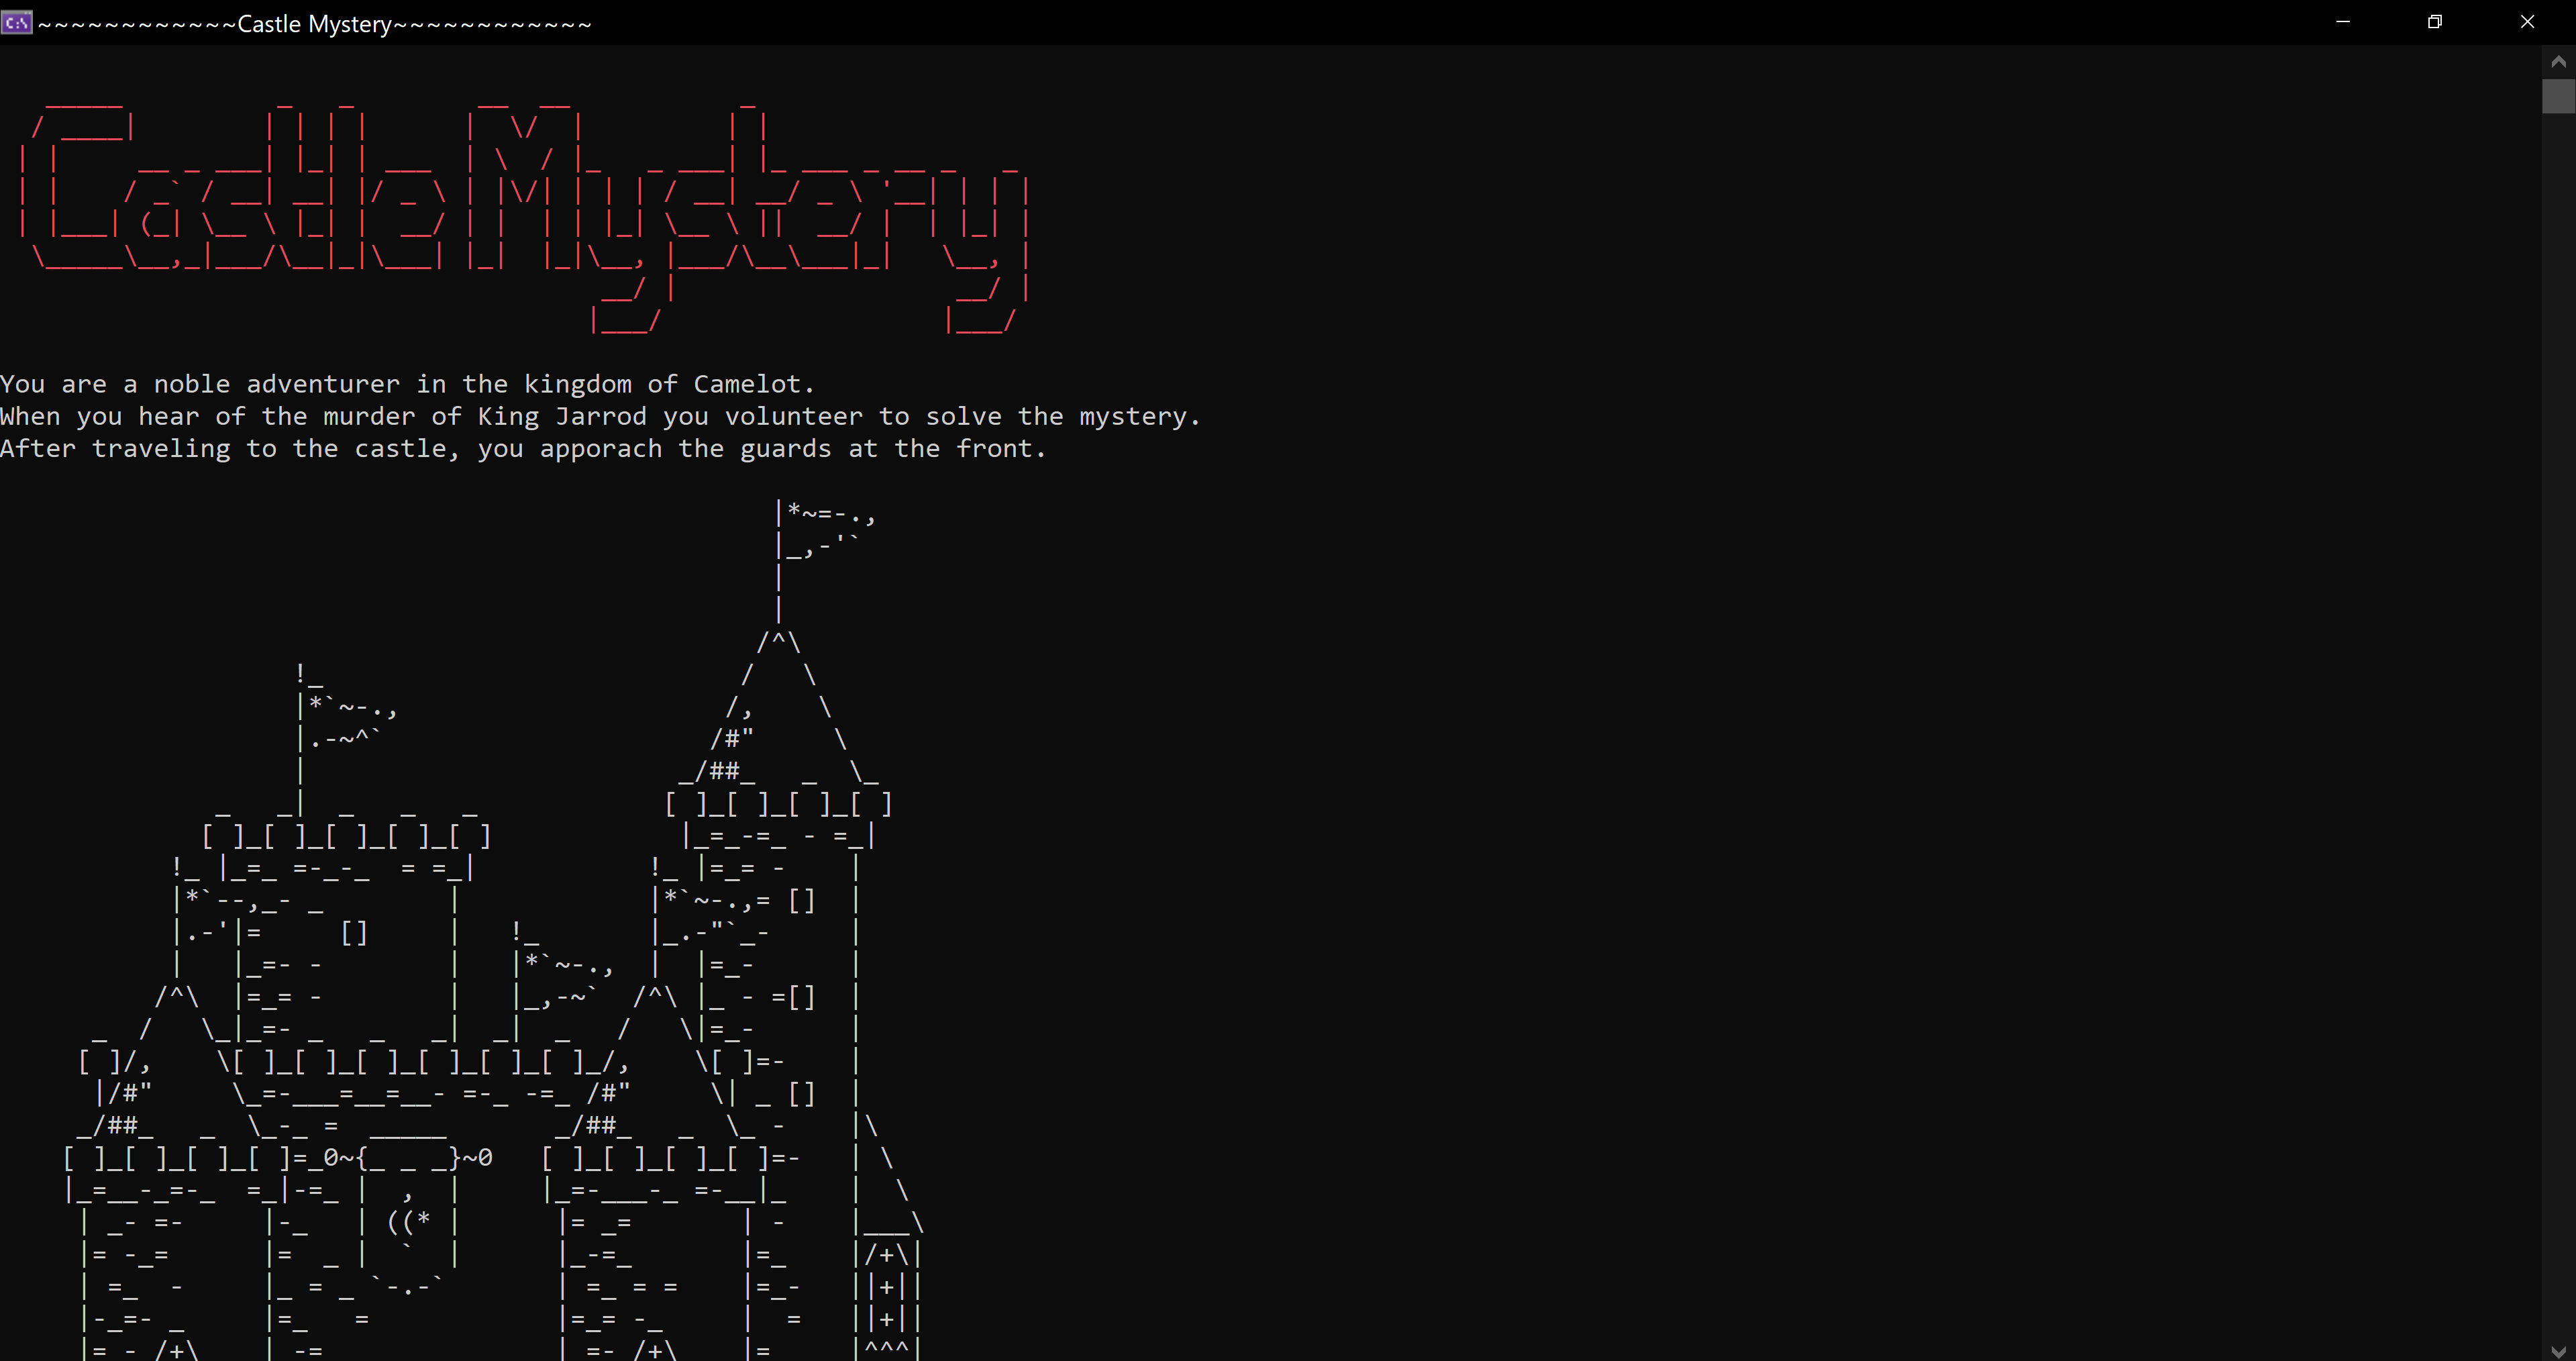 ~~~~~~~~~~~~Castle Mystery~~~~~~~~~~~~
Castle Mystery
You are a noble adventurer in the kingdom of Camelot.
When you hear of the murder of King Jarrod you volunteer to solve the mystery.
After traveling to the castle, you apporach the guards at the front.